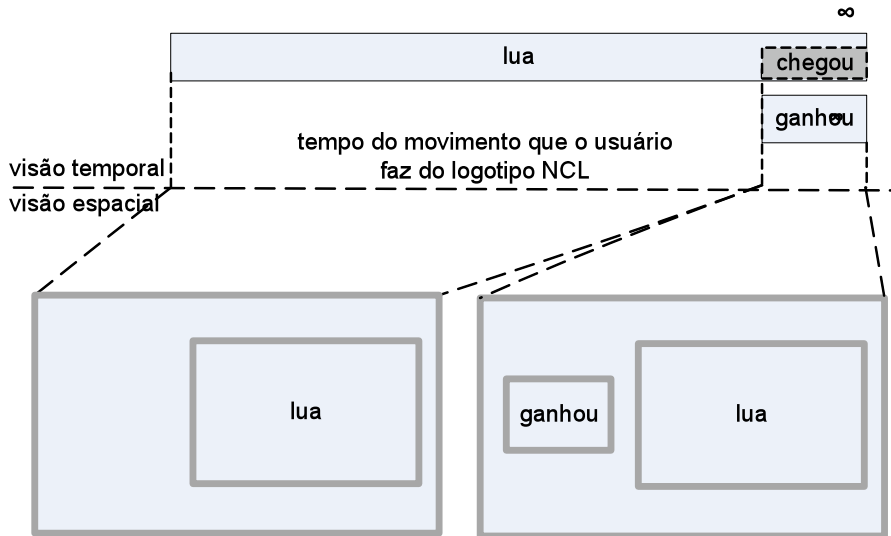 ∞
lua
chegou
ganhou ∞
tempo do movimento que o usuário
faz do logotipo NCL
visão temporal
visão espacial
lua
ganhou
lua